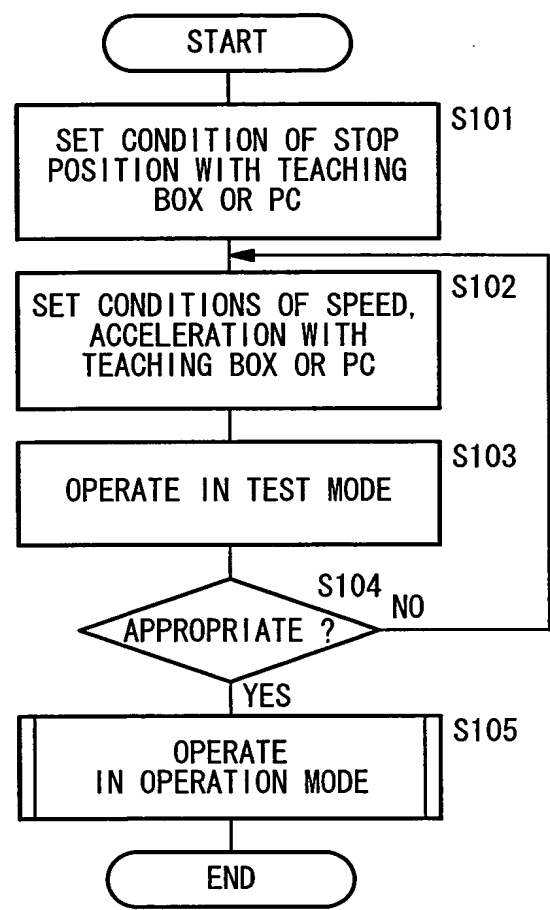 START
S101
SET CONDITION OF STOP
POSITION WITH TEACHING
BOX OR PC
S102
SET CONDITIONS OF SPEED,
ACCELERATION WITH
TEACHING BOX OR PC
S103
OPERATE IN TEST MODE
S104
APPROPRIATE ?
NO
YES
S105
OPERATE
IN OPERATION MODE
END